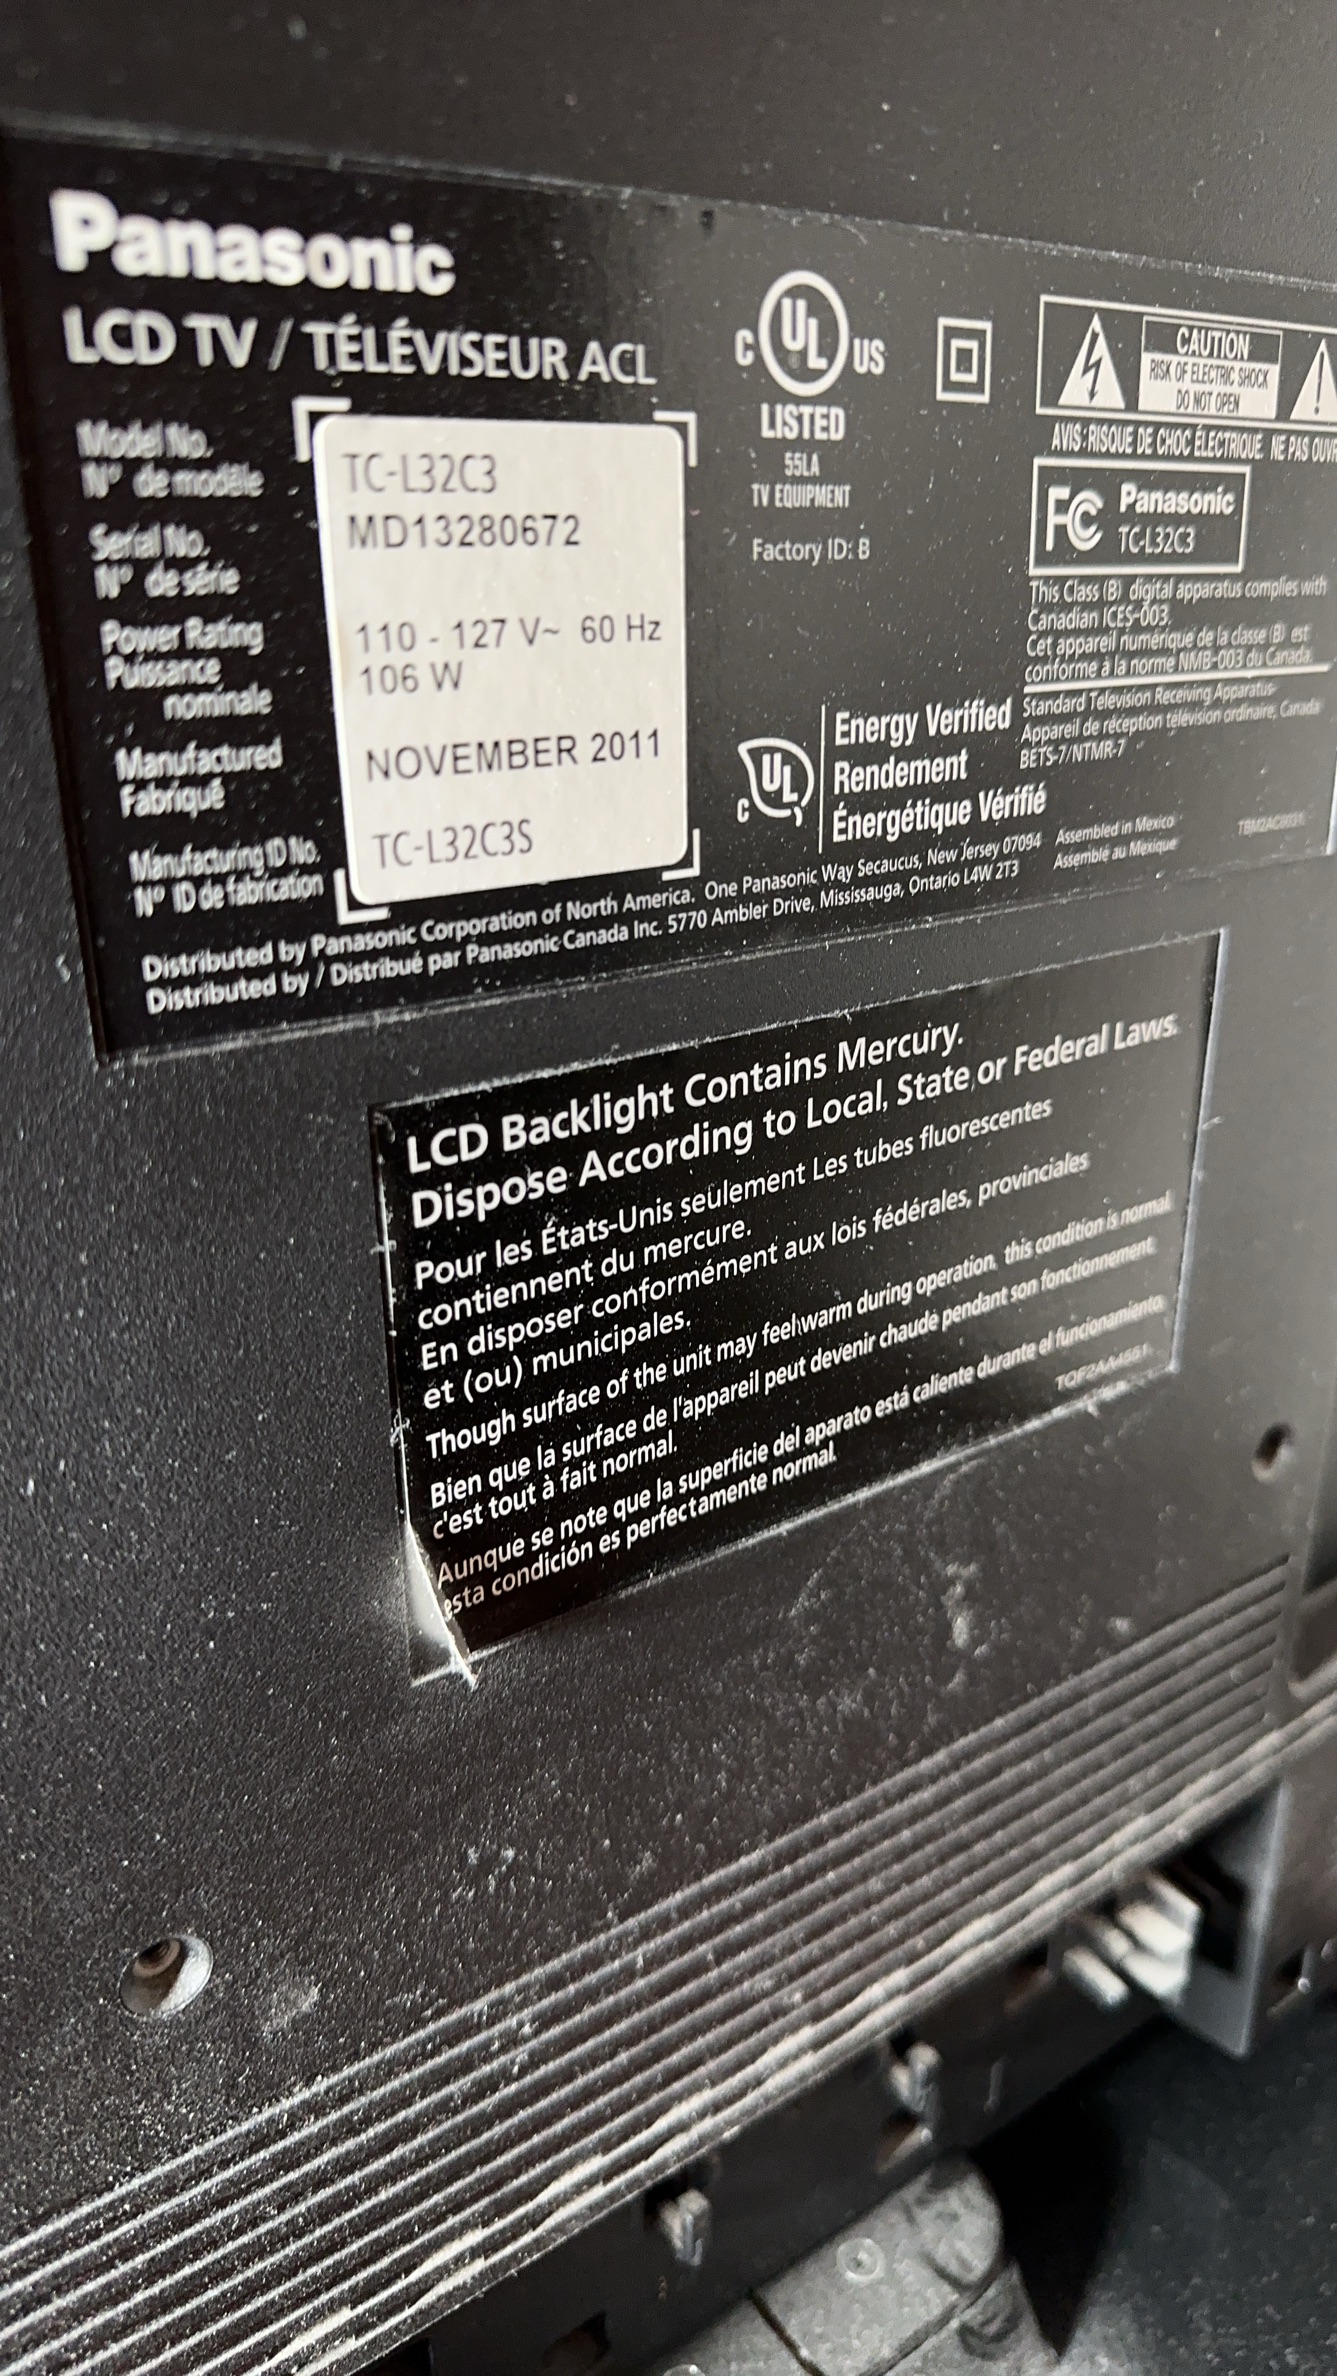 Panasonic
LCD TV / TÉLÉVISEUR ACL
Model No.
N° de modèle
TC-L32C3
Serial No.
N° de série
MD13280672
Power Rating
Puissance
nominale
110 - 127 V~ 60 Hz
106 W
Manufactured
Fabriqué
NOVEMBER 2011
Manufacturing ID No.
N° ID de fabrication
TC-L32C3S
C UL US
LISTED
55LA
TV EQUIPMENT
Factory ID: B
CAUTION
RISK OF ELECTRIC SHOCK
DO NOT OPEN
AVIS: RISQUE DE CHOC ÉLECTRIQUE. NE PAS OUVR
FC Panasonic
TC-L32C3
This Class (B) digital apparatus complies with
Canadian ICES-003.
Cet appareil numérique de la classe (B) est
conforme à la norme NMB-003 du Canada.
Standard Television Receiving Apparatus-
Appareil de réception télévision ordinaire, Canada
BETS-7/NTMR-7
C UL
Energy Verified
Rendement
Énergétique Vérifié
Assembled in Mexico
Assemblé au Mexique
Distributed by Panasonic Corporation of North America. One Panasonic Way Secaucus, New Jersey 07094
Distributed by / Distribué par Panasonic Canada Inc. 5770 Ambler Drive, Mississauga, Ontario L4W 2T3
LCD Backlight Contains Mercury.
Dispose According to Local, State or Federal Laws.
Pour les États-Unis seulement Les tubes fluorescentes
contiennent du mercure.
En disposer conformément aux lois fédérales, provinciales
et (ou) municipales.
Though surface of the unit may feel warm during operation, this condition is normal.
Bien que la surface de l'appareil peut devenir chaude pendant son fonctionnement,
c'est tout à fait normal.
Aunque se note que la superficie del aparato está caliente durante el funcionamiento,
esta condición es perfectamente normal.
TQF2AA4551